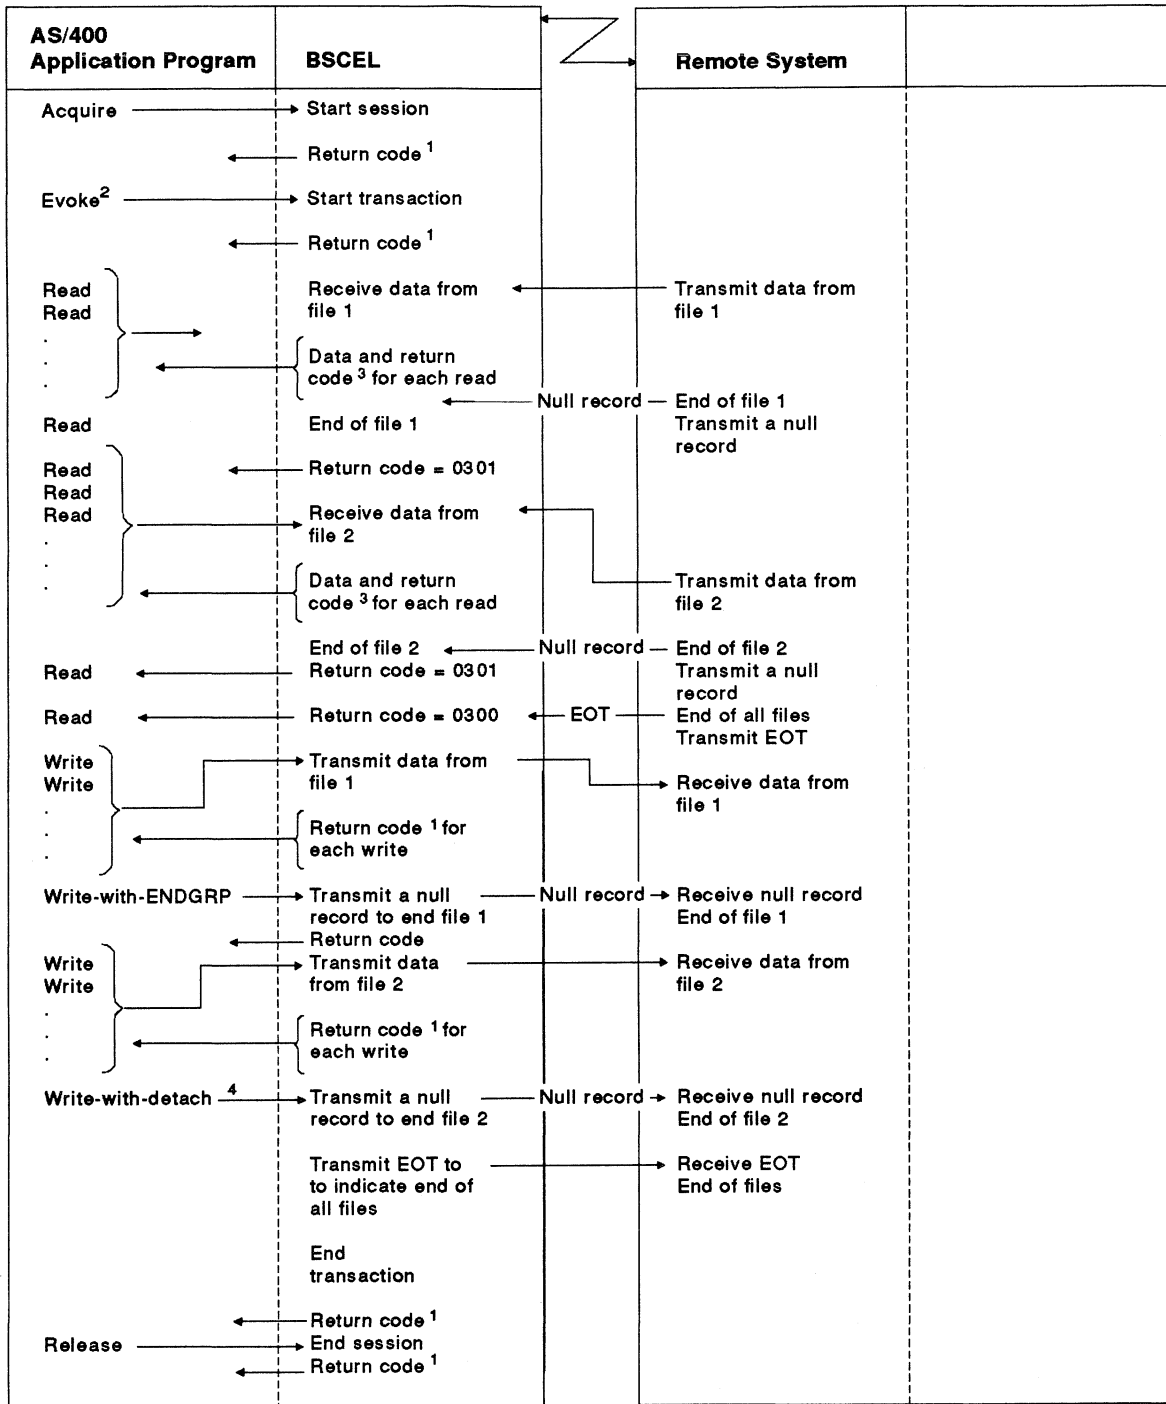 AS/400
Application Program
BSCEL
Remote System
Acquire
Start session
Return code 1
Evoke2
Start transaction
Return code 1
Read
Read
.
.
.
Receive data from
file 1
Transmit data from
file 1
Data and return
code 3 for each read
Null record
End of file 1
Transmit a null
record
Read
End of file 1
Read
Read
Read
.
.
.
Return code = 0301
Receive data from
file 2
Data and return
code 3 for each read
Transmit data from
file 2
End of file 2
Null record
End of file 2
Transmit a null
record
Read
Return code = 0301
Read
Return code = 0300
EOT
End of all files
Transmit EOT
Write
Write
.
.
.
Transmit data from
file 1
Receive data from
file 1
Return code 1 for
each write
Write-with-ENDGRP
Transmit a null
record to end file 1
Null record
Receive null record
End of file 1
Return code
Write
Write
.
.
.
Transmit data
from file 2
Receive data from
file 2
Return code 1 for
each write
Write-with-detach 4
Transmit a null
record to end file 2
Null record
Receive null record
End of file 2
Transmit EOT to
to indicate end of
all files
Receive EOT
End of files
End
transaction
Return code 1
Release
End session
Return code 1